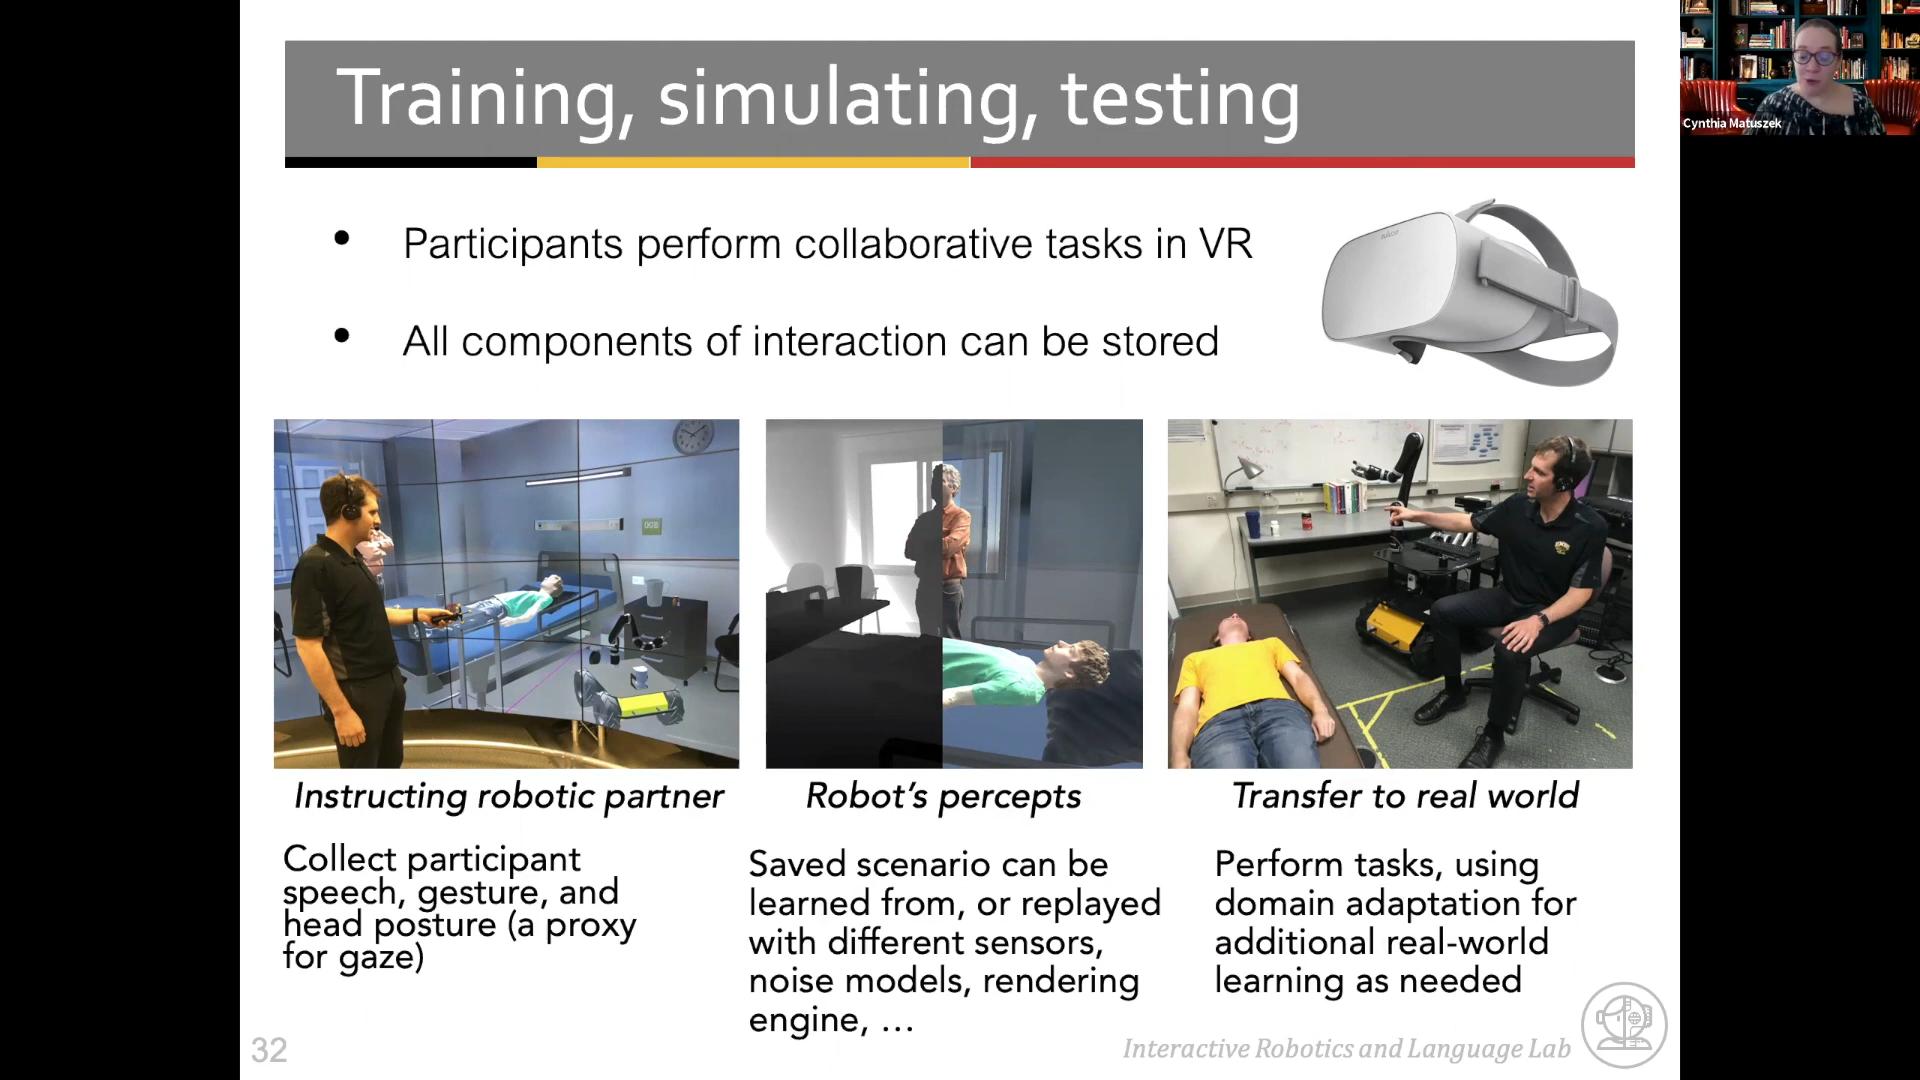 Training, simulating, testing
Cynthia Matuszek
• Participants perform collaborative tasks in VR
• All components of interaction can be stored
Instructing robotic partner
Collect participant
speech, gesture, and
head posture (a proxy
for gaze)
Robot's percepts
Saved scenario can be
learned from, or replayed
with different sensors,
noise models, rendering
engine, …
Transfer to real world
Perform tasks, using
domain adaptation for
additional real-world
learning as needed
32
Interactive Robotics and Language Lab